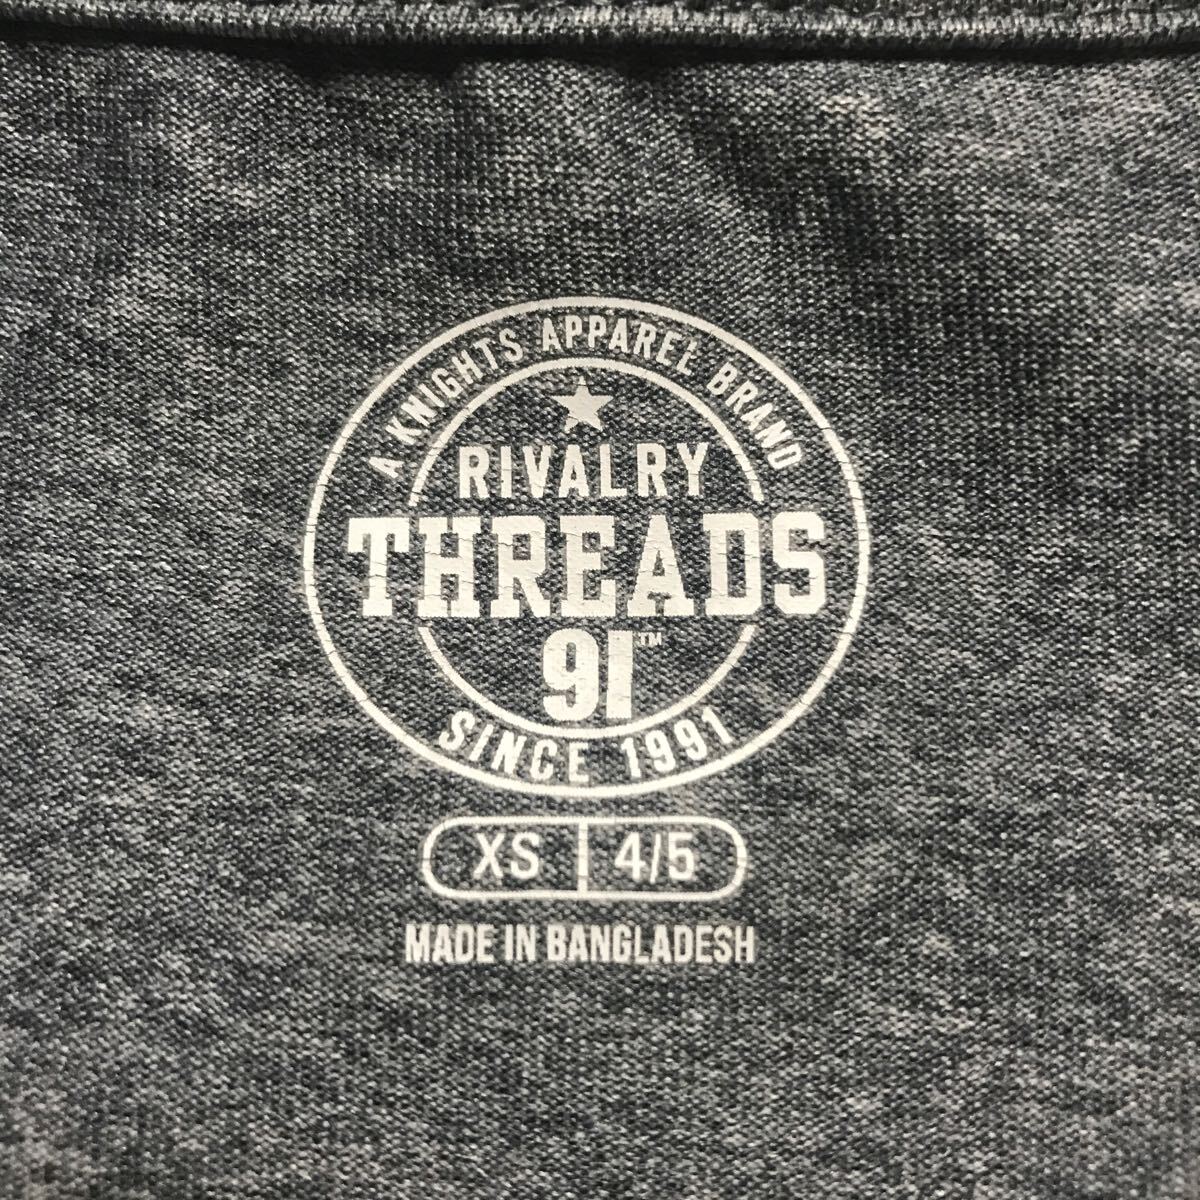 A KNIGHTS APPAREL BRAND
RIVALRY
THREADS
91™
SINCE 1991
XS | 4/5
MADE IN BANGLADESH